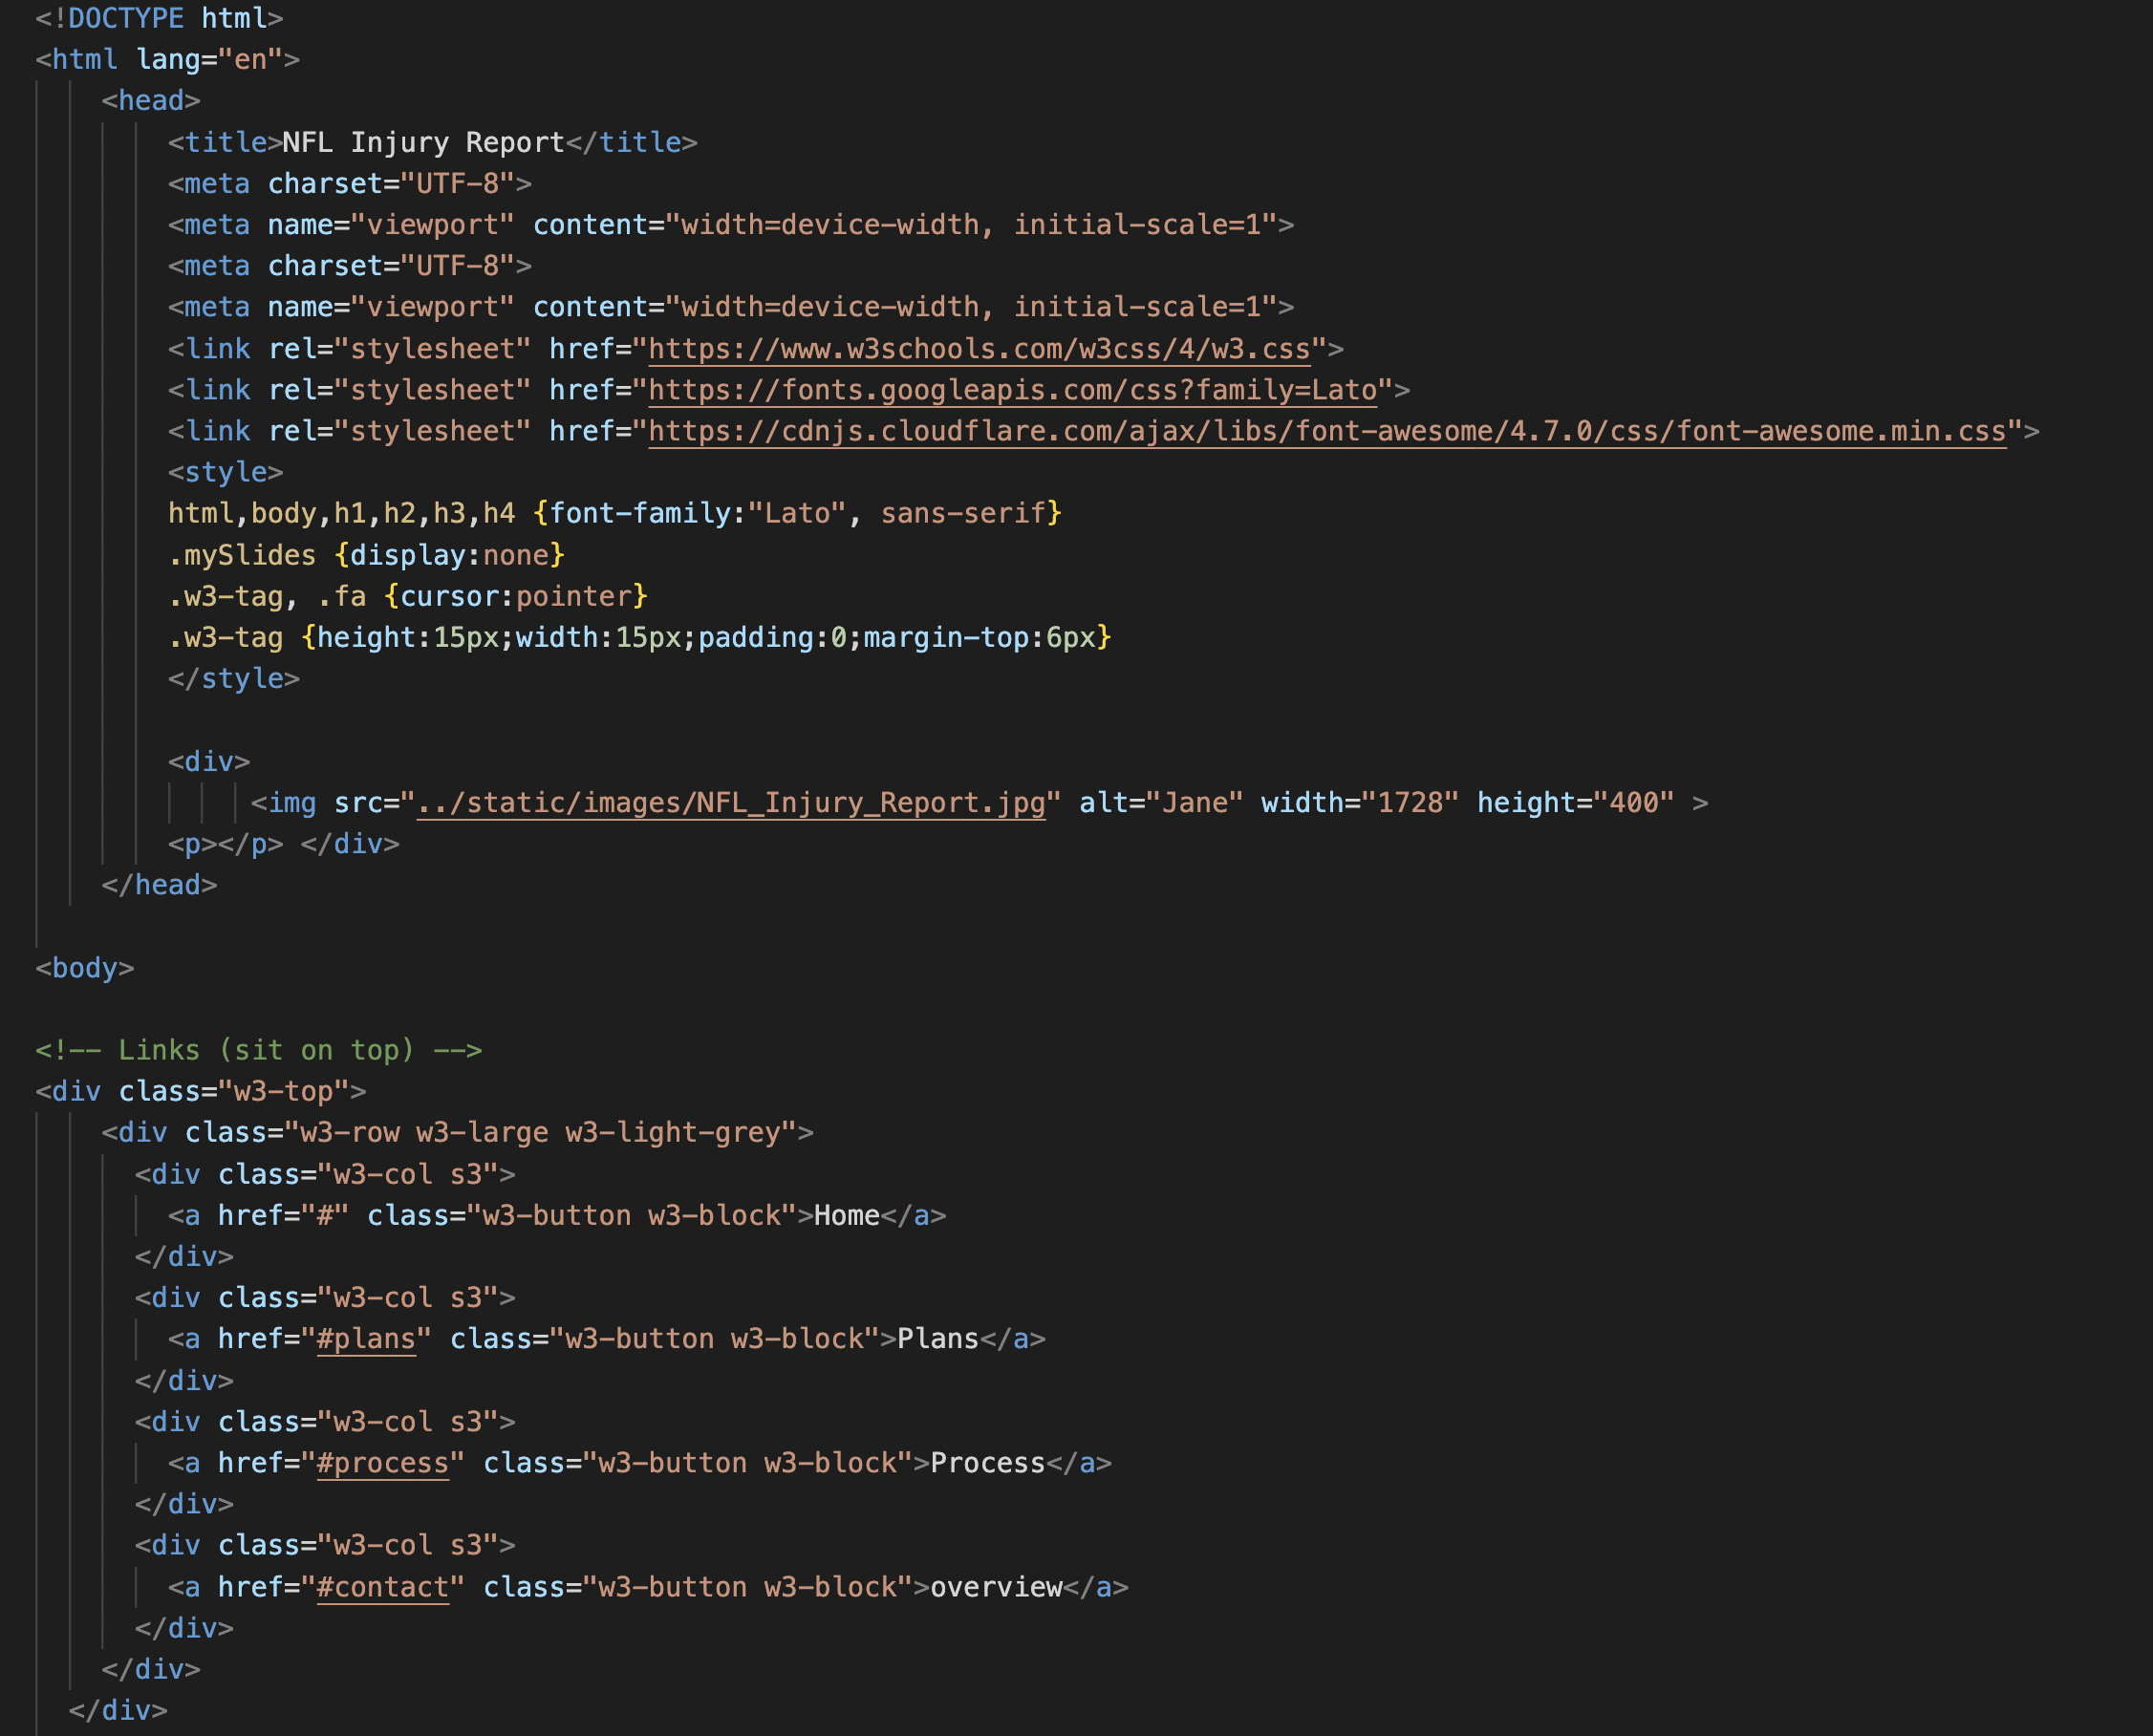 <!DOCTYPE html>
<html lang="en">
<head>
<title>NFL Injury Report</title>
<meta charset="UTF-8">
<meta name="viewport" content="width=device-width, initial-scale=1">
<meta charset="UTF-8">
<meta name="viewport" content="width=device-width, initial-scale=1">
<link rel="stylesheet" href="https://www.w3schools.com/w3css/4/w3.css">
<link rel="stylesheet" href="https://fonts.googleapis.com/css?family=Lato">
<link rel="stylesheet" href="https://cdnjs.cloudflare.com/ajax/libs/font-awesome/4.7.0/css/font-awesome.min.css">
<style>
html,body,h1,h2,h3,h4 {font-family:"Lato", sans-serif}
.mySlides {display:none}
.w3-tag, .fa {cursor:pointer}
.w3-tag {height:15px;width:15px;padding:0;margin-top:6px}
</style>
<div>
<img src="../static/images/NFL_Injury_Report.jpg" alt="Jane" width="1728" height="400" >
<p></p> </div>
</head>
<body>
<!-- Links (sit on top) -->
<div class="w3-top">
<div class="w3-row w3-large w3-light-grey">
<div class="w3-col s3">
<a href="#" class="w3-button w3-block">Home</a>
</div>
<div class="w3-col s3">
<a href="#plans" class="w3-button w3-block">Plans</a>
</div>
<div class="w3-col s3">
<a href="#process" class="w3-button w3-block">Process</a>
</div>
<div class="w3-col s3">
<a href="#contact" class="w3-button w3-block">overview</a>
</div>
</div>
</div>